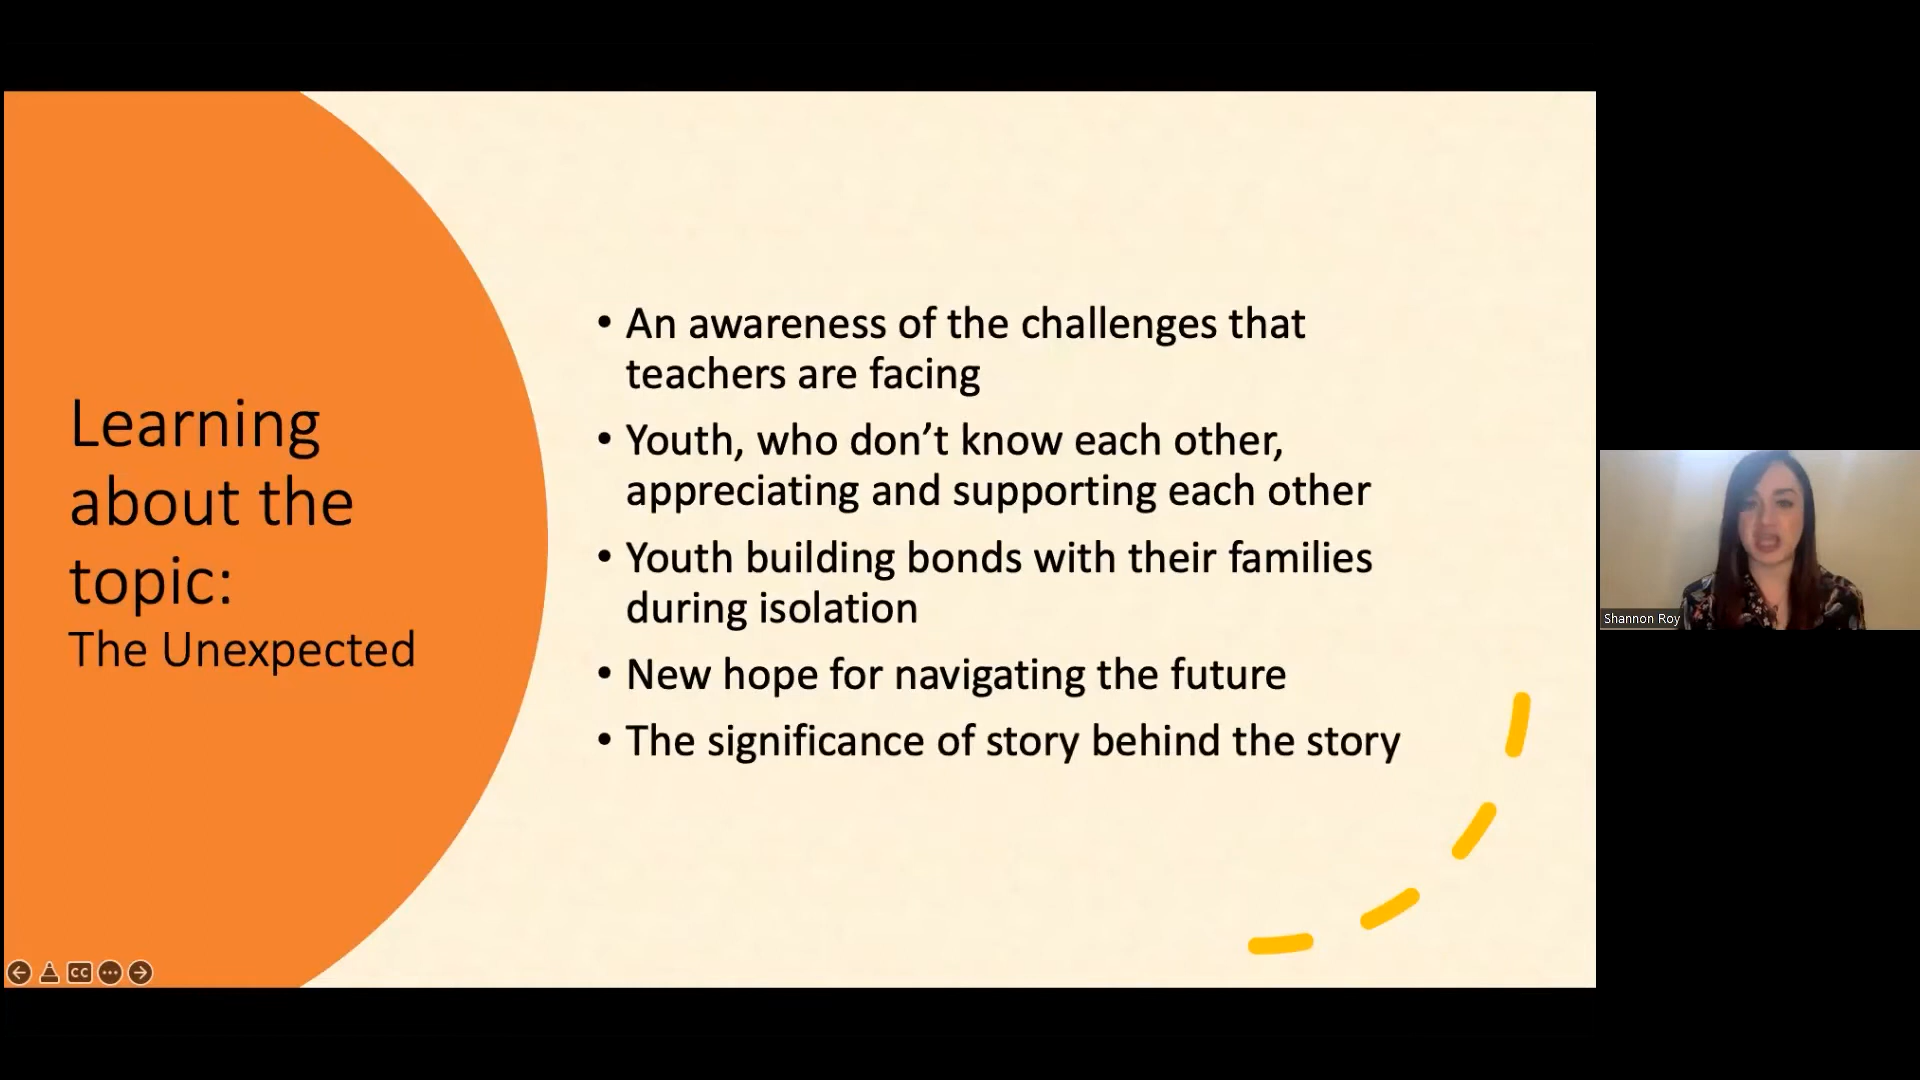 Learning
about the
topic:
The Unexpected
• An awareness of the challenges that
teachers are facing
• Youth, who don’t know each other,
appreciating and supporting each other
• Youth building bonds with their families
during isolation
• New hope for navigating the future
• The significance of story behind the story
Shannon Roy
CC